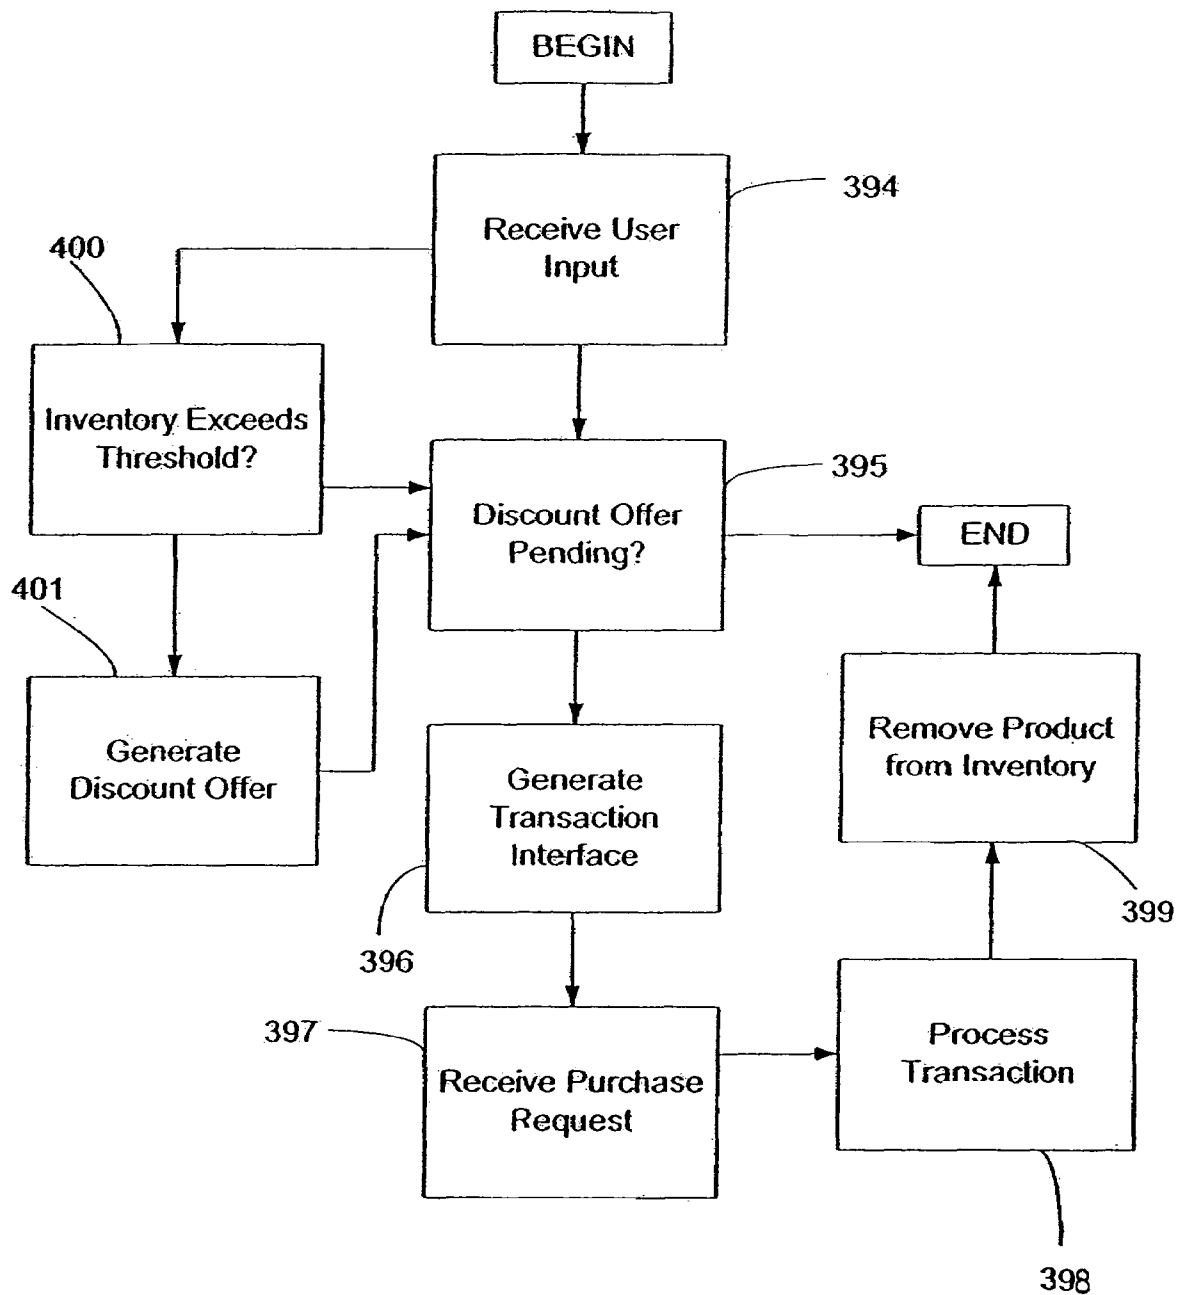 BEGIN
394
Receive User
Input
400
Inventory Exceeds
Threshold?
395
Discount Offer
Pending?
END
401
Generate
Discount Offer
Remove Product
from Inventory
Generate
Transaction
Interface
399
396
397
Receive Purchase
Request
Process
Transaction
398